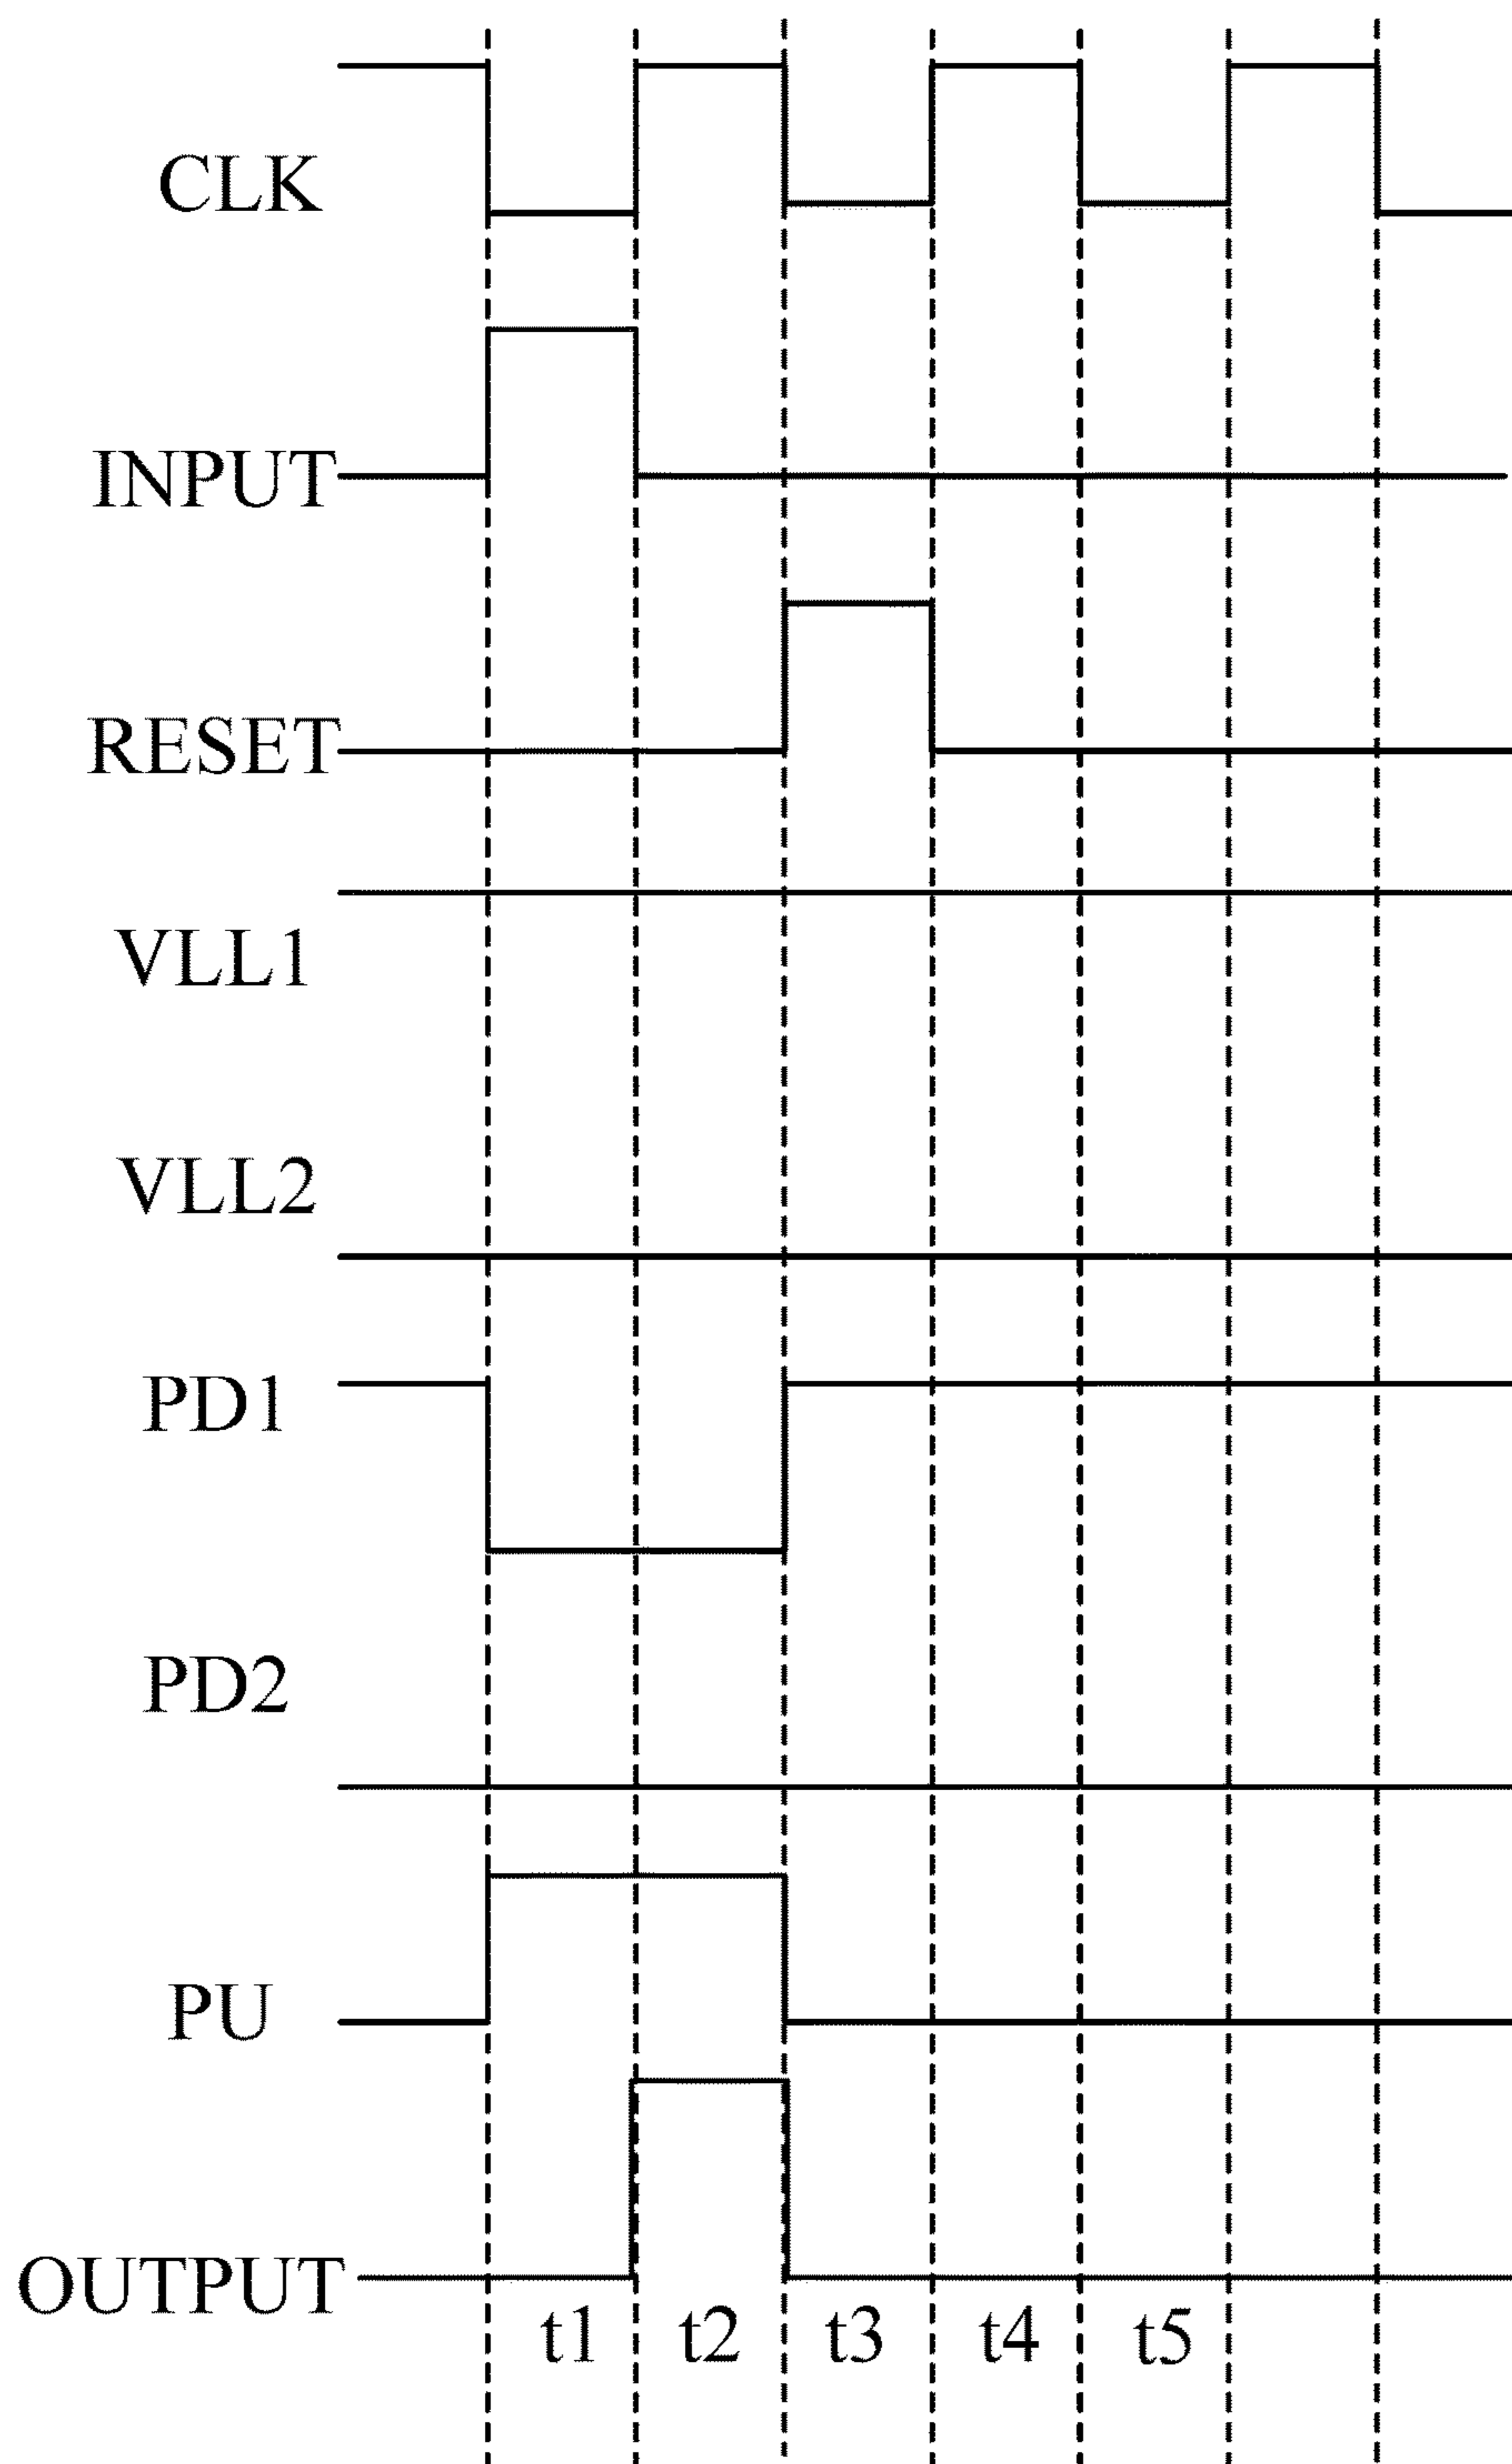 CLK
INPUT
RESET
VLL1
VLL2
PD1
PD2
PU
OUTPUT
t1 t2 t3 t4 t5